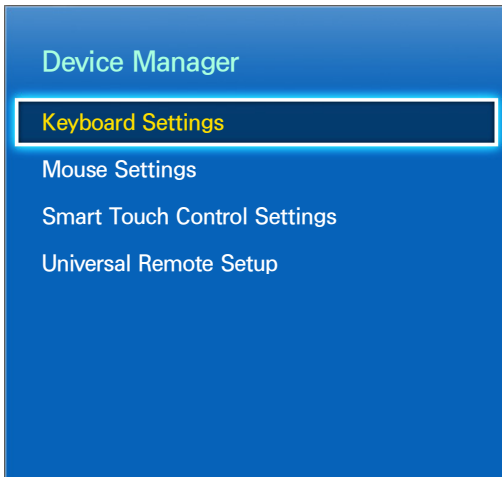 Device Manager
Keyboard Settings
Mouse Settings
Smart Touch Control Settings
Universal Remote Setup